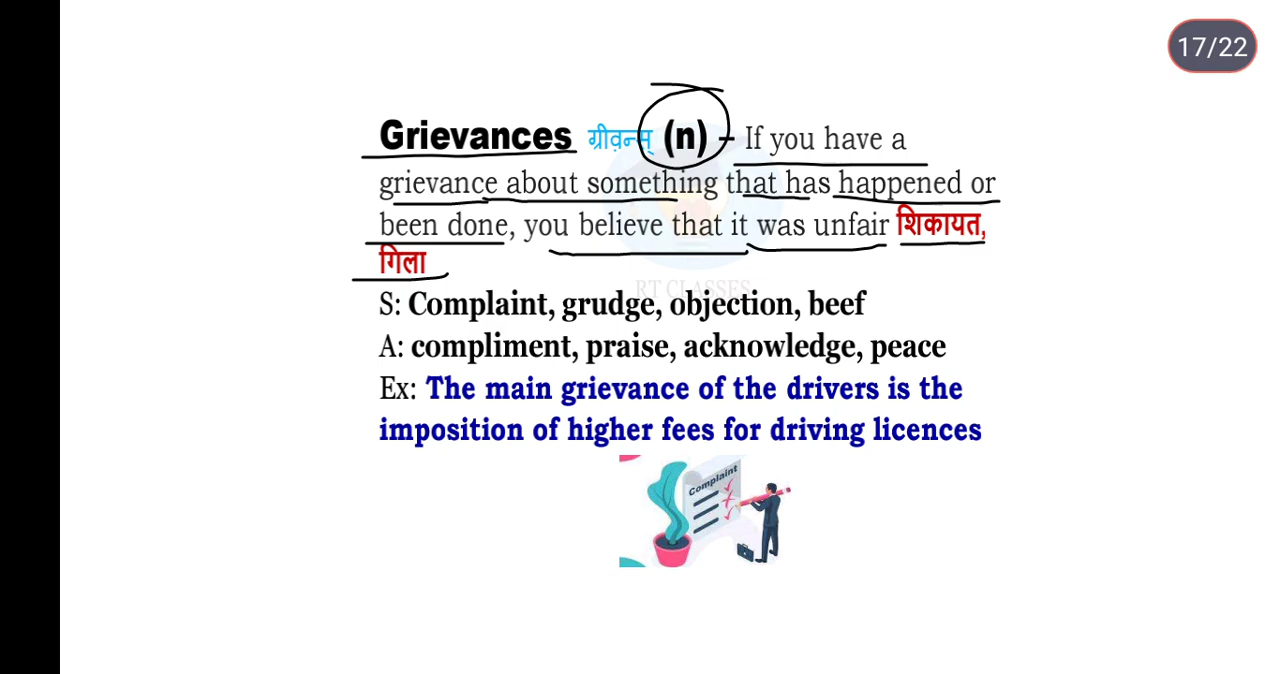 17/22
Grievances ग्रीव़न्स् (n) – If you have a
grievance about something that has happened or
been done, you believe that it was unfair शिकायत,
गिला
RT CLASSES
S: Complaint, grudge, objection, beef
A: compliment, praise, acknowledge, peace
Ex: The main grievance of the drivers is the
imposition of higher fees for driving licences
Complaint